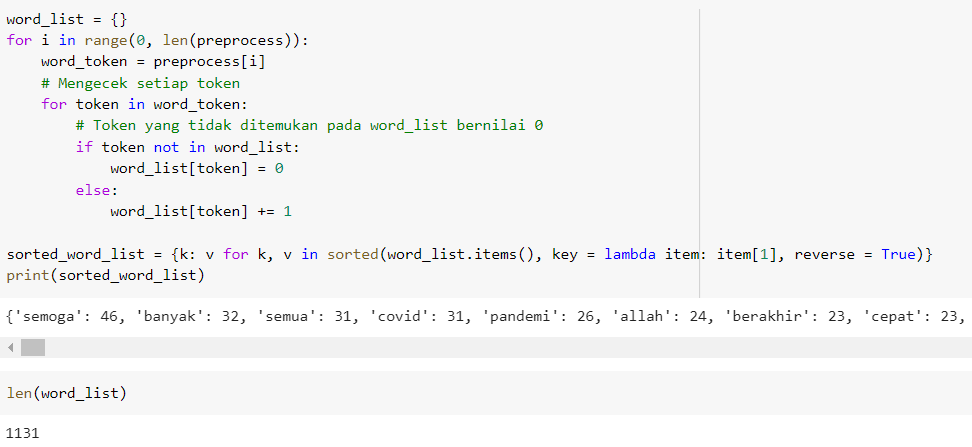 word_list = {}
for i in range(0, len(preprocess)):
    word_token = preprocess[i]
    # Mengecek setiap token
    for token in word_token:
        # Token yang tidak ditemukan pada word_list bernilai 0
        if token not in word_list:
            word_list[token] = 0
        else:
            word_list[token] += 1
sorted_word_list = {k: v for k, v in sorted(word_list.items(), key = lambda item: item[1], reverse = True)}
print(sorted_word_list)
{'semoga': 46, 'banyak': 32, 'semua': 31, 'covid': 31, 'pandemi': 26, 'allah': 24, 'berakhir': 23, 'cepat': 23,
len(word_list)
1131